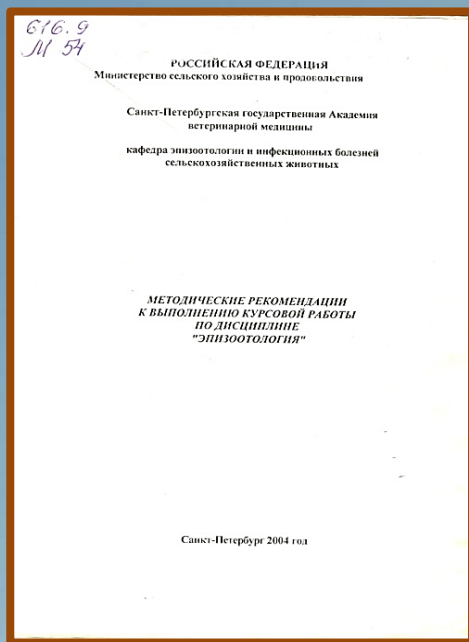 616.9
М 54
РОССИЙСКАЯ ФЕДЕРАЦИЯ
Министерство сельского хозяйства и продовольствия
Санкт-Петербургская государственная Академия
ветеринарной медицины
кафедра эпизоотологии и инфекционных болезней
сельскохозяйственных животных
МЕТОДИЧЕСКИЕ РЕКОМЕНДАЦИИ
К ВЫПОЛНЕНИЮ КУРСОВОЙ РАБОТЫ
ПО ДИСЦИПЛИНЕ
"ЭПИЗООТОЛОГИЯ"
Санкт-Петербург 2004 год